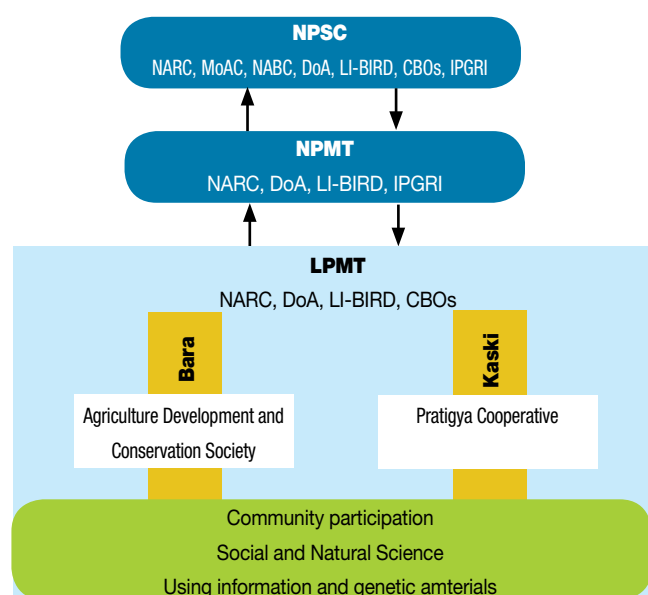 NPSC
NARC, MoAC, NABC, DoA, LI-BIRD, CBOs, IPGRI
NPMT
NARC, DoA, LI-BIRD, IPGRI
LPMT
NARC, DoA, LI-BIRD, CBOs
Bara
Kaski
Agriculture Development and
Conservation Society
Pratigya Cooperative
Community participation
Social and Natural Science
Using information and genetic amterials